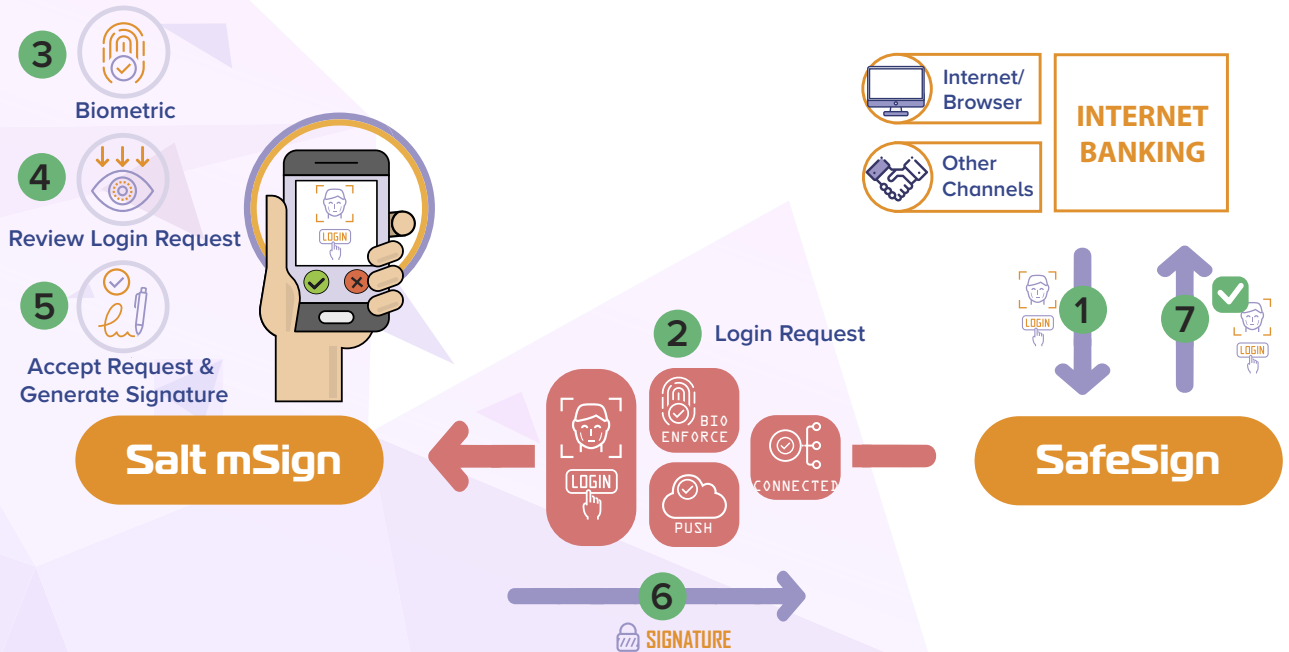 3
Biometric
4
Review Login Request
5
Accept Request &
Generate Signature
LOGIN
Salt mSign
2 Login Request
LOGIN
BIO
ENFORCE
PUSH
CONNECTED
6
SIGNATURE
Internet/
Browser
Other
Channels
INTERNET
BANKING
1
LOGIN
7
LOGIN
SafeSign